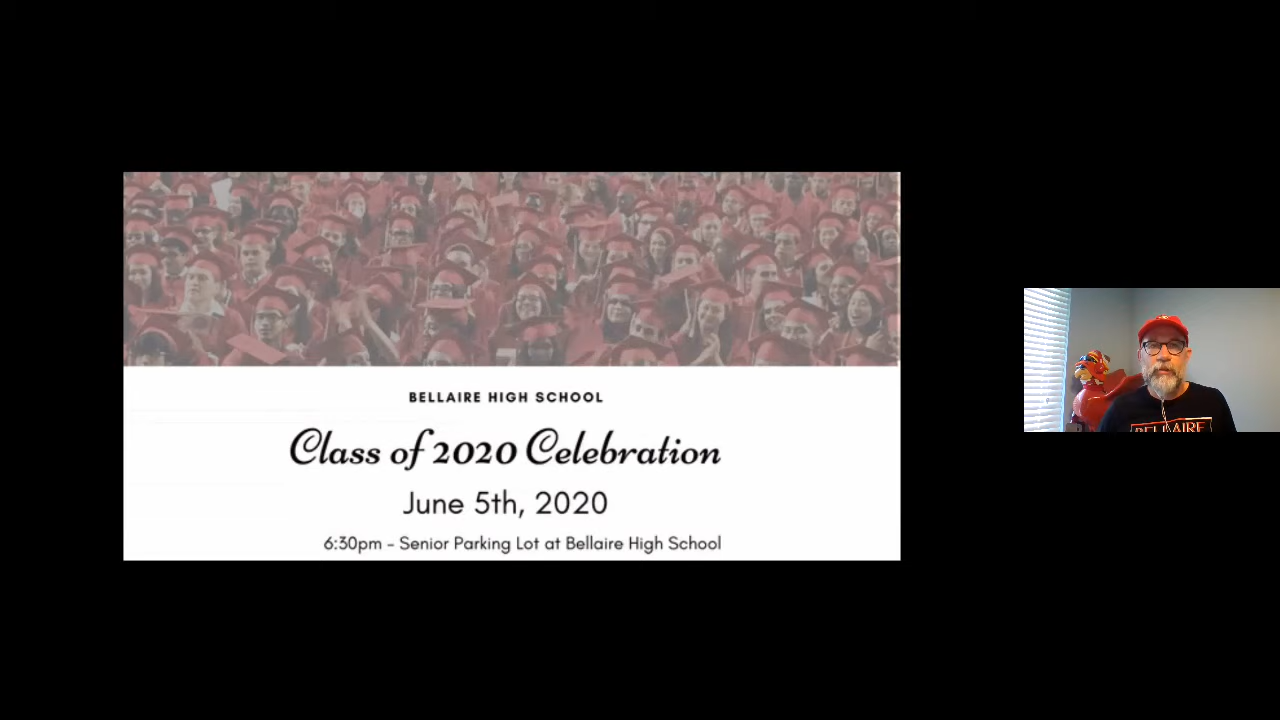 BELLAIRE HIGH SCHOOL
Class of 2020 Celebration
June 5th, 2020
6:30pm - Senior Parking Lot at Bellaire High School
BELLAIRE